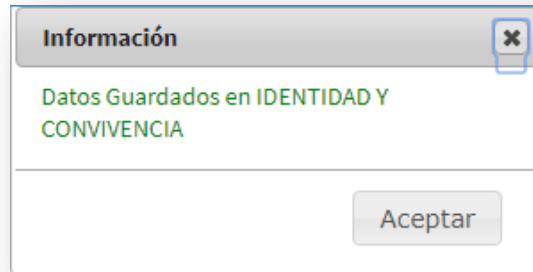 Información
Datos Guardados en IDENTIDAD Y
CONVIVENCIA
Aceptar